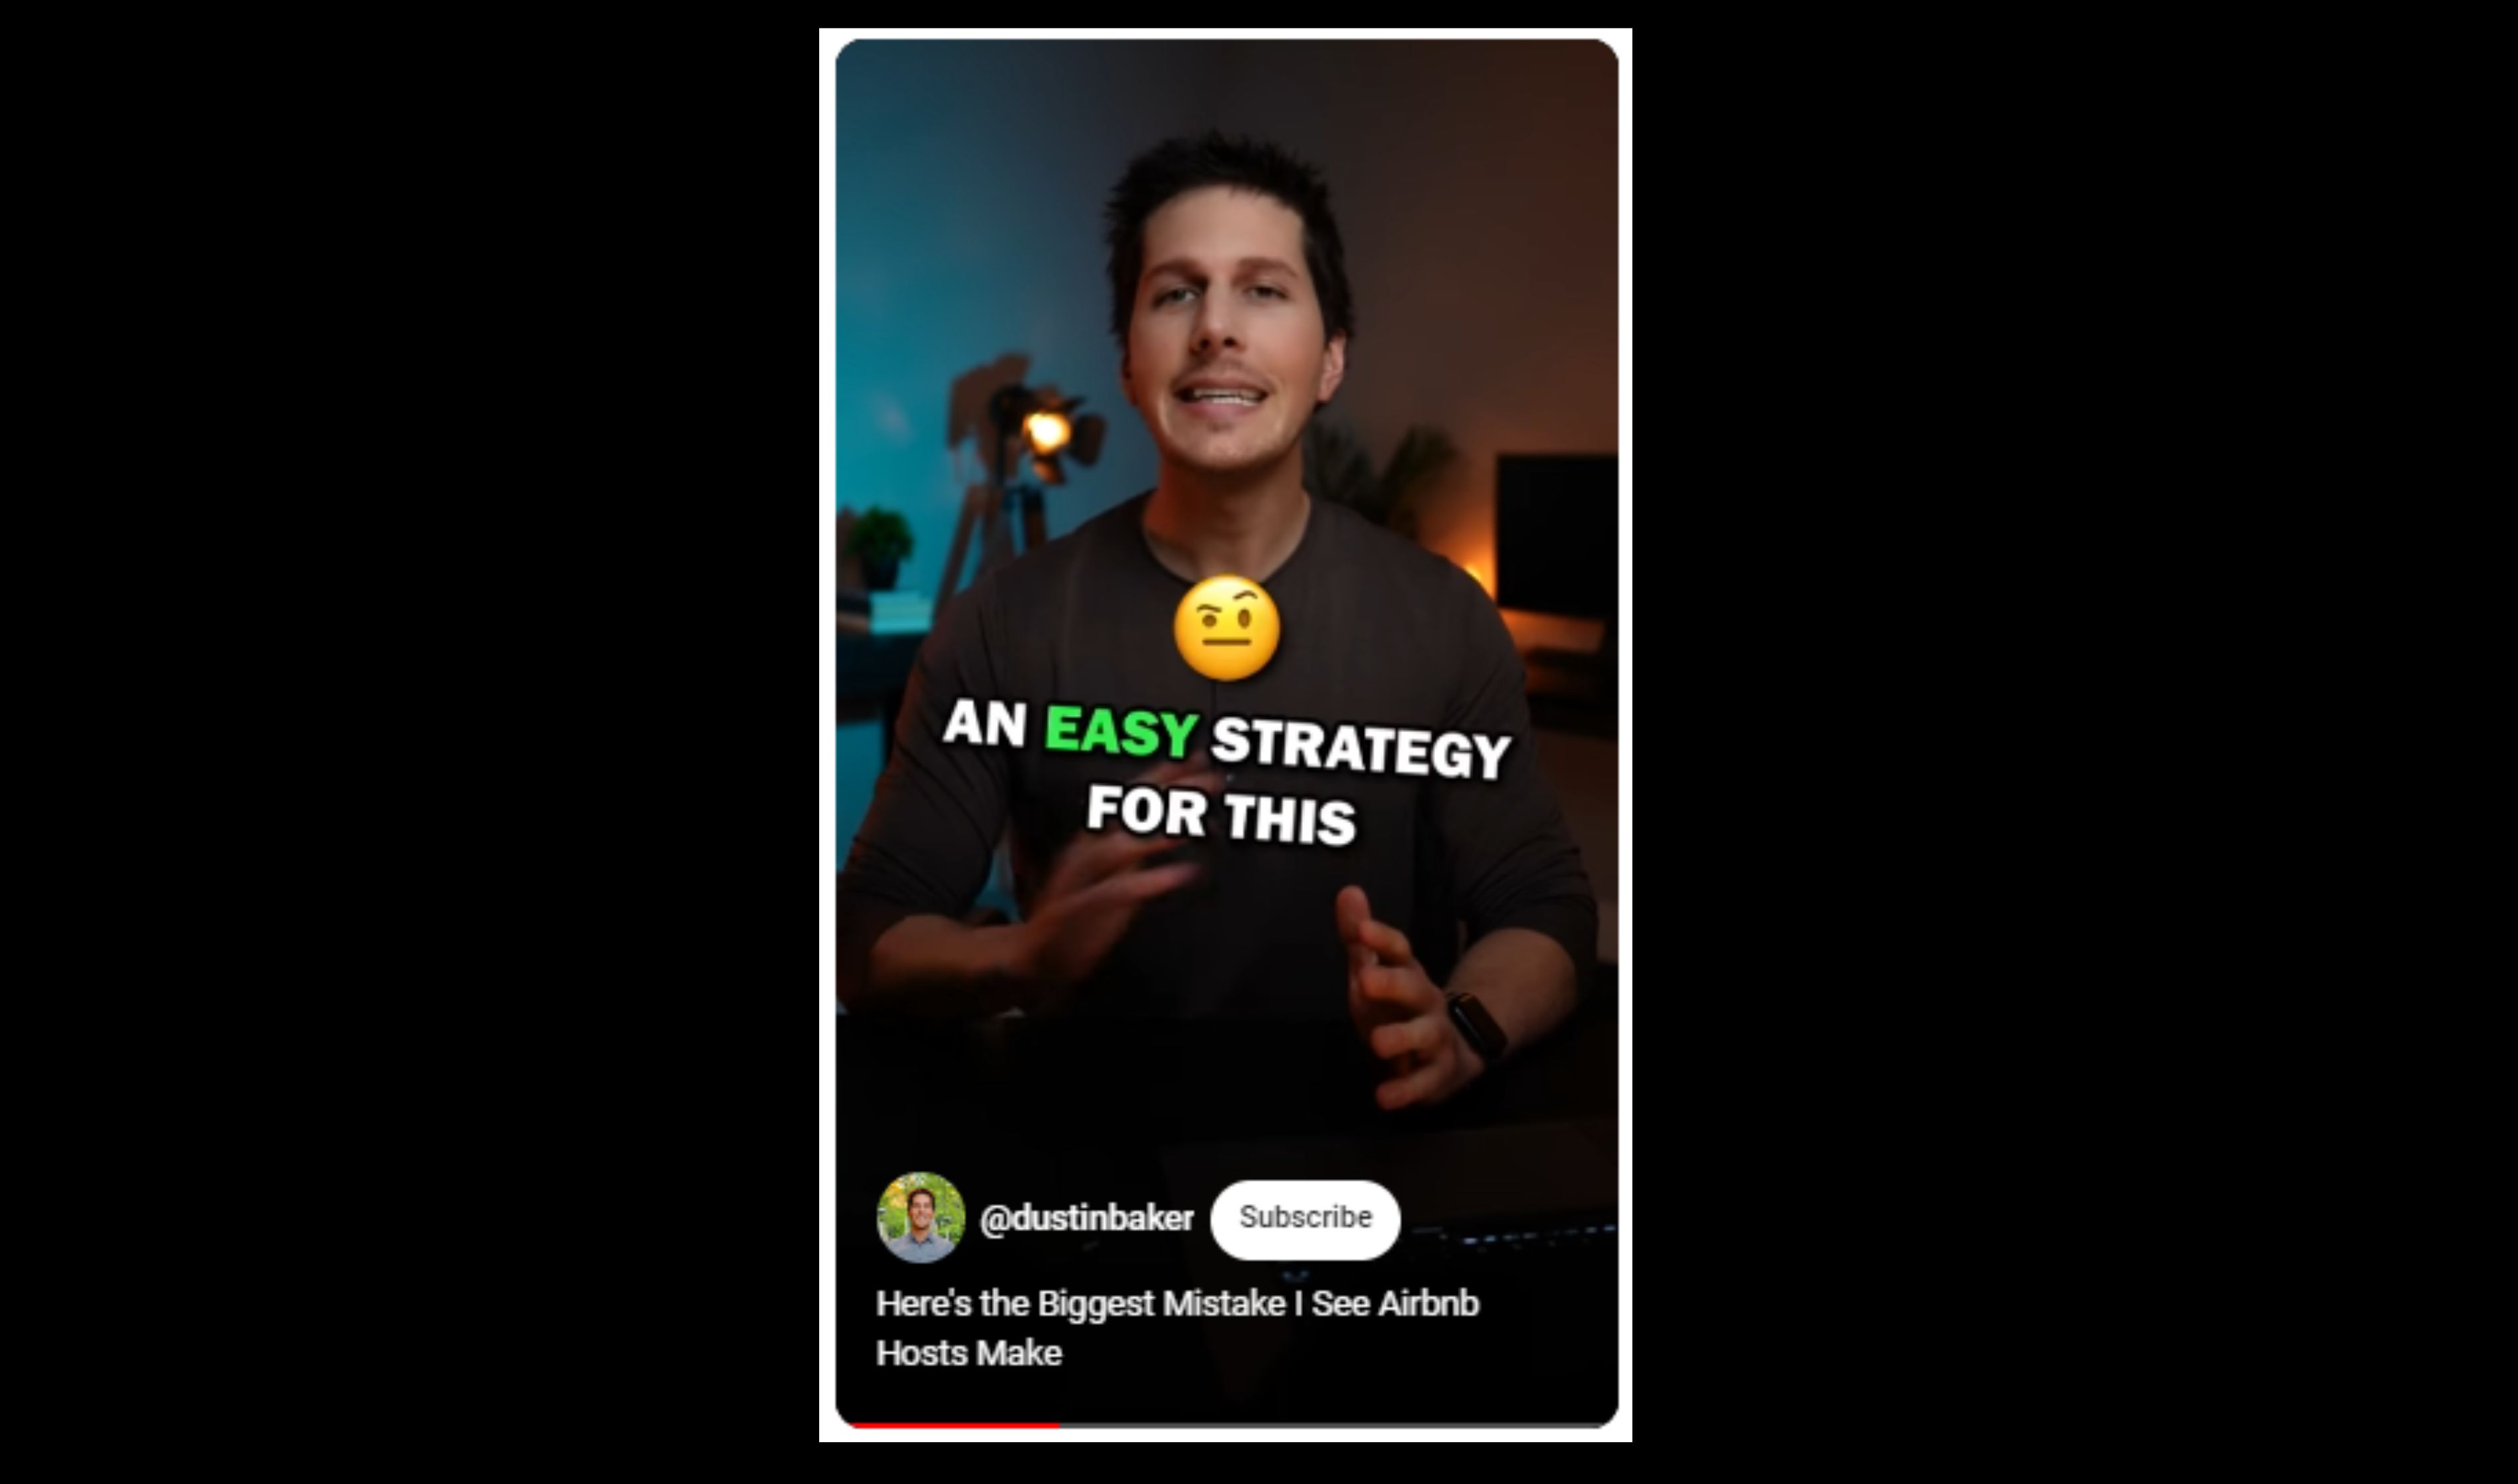 AN EASY STRATEGY
FOR THIS
@dustinbaker Subscribe
Here's the Biggest Mistake I See Airbnb
Hosts Make